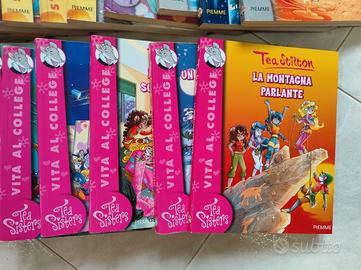 PIEMME
PIEMME
PIEMME
VITA AL COLLEGE
Tea
Sisters
VITA AL COLLEGE
Tea
Sisters
VITA AL COLLEGE
Tea
Sisters
UN
VITA AL COLLEGE
Tea
Sisters
VITA AL COLLEGE
Tea
Sisters
Tea Stilton
LA MONTAGNA
PARLANTE
PIEMME
subito